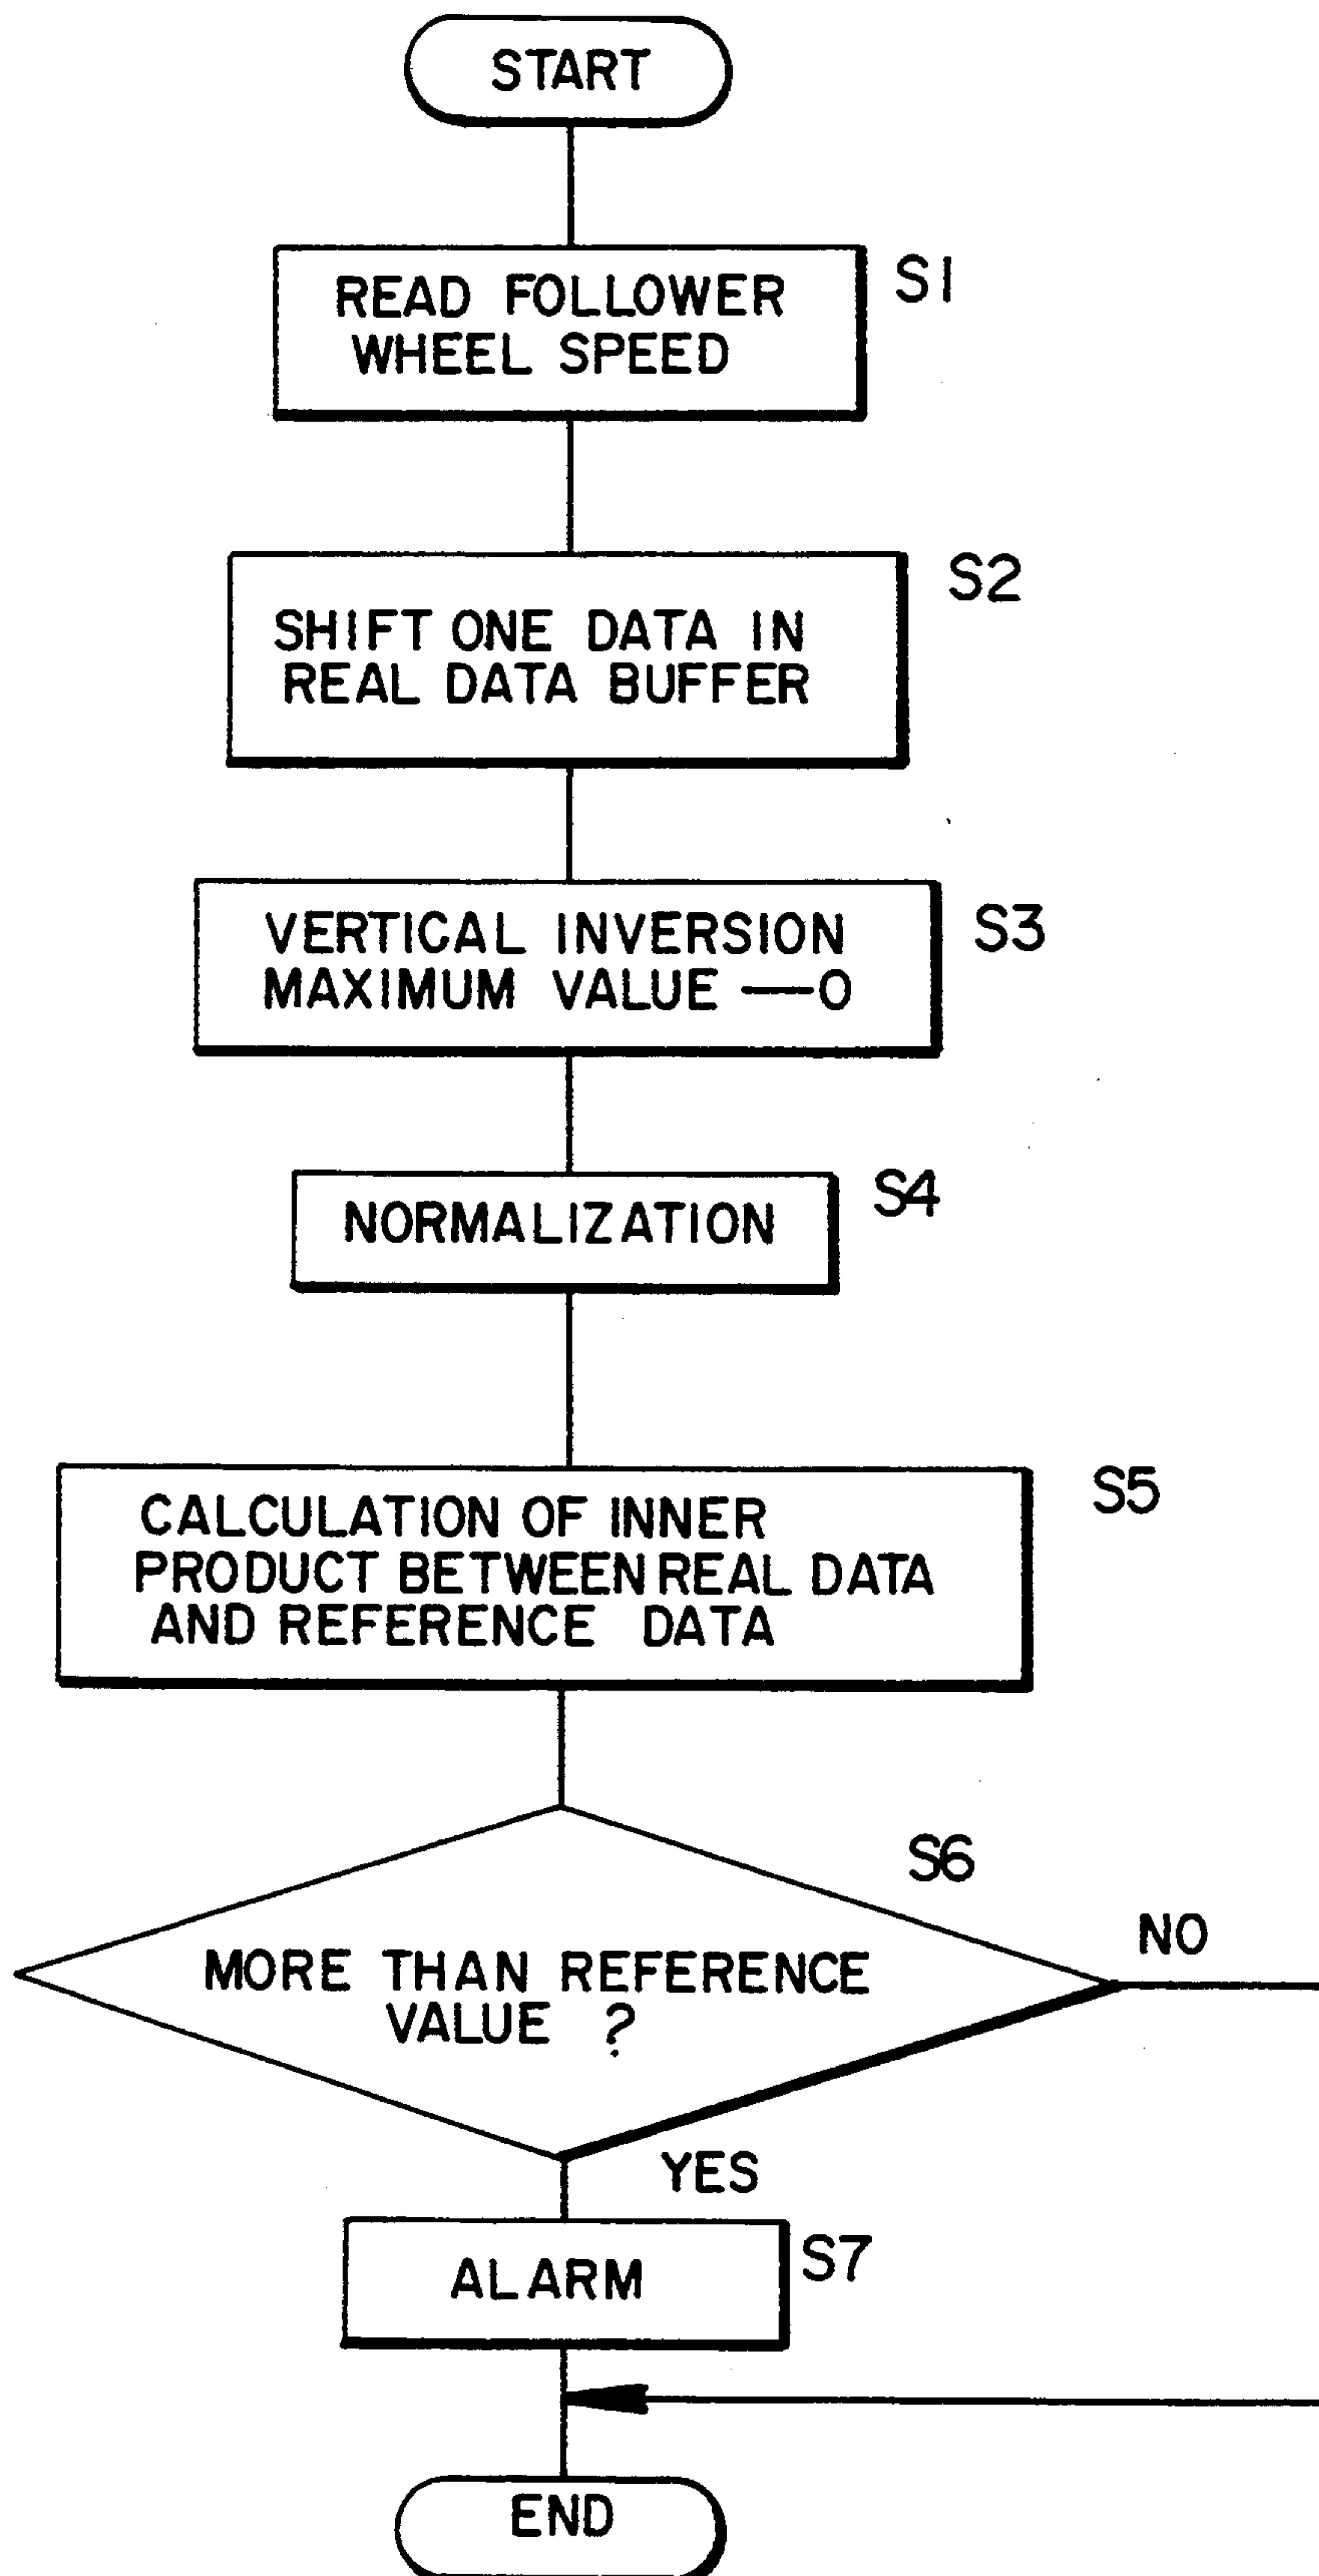 START
READ FOLLOWER
WHEEL SPEED
S1
SHIFT ONE DATA IN
REAL DATA BUFFER
S2
VERTICAL INVERSION
MAXIMUM VALUE —0
S3
NORMALIZATION
S4
CALCULATION OF INNER
PRODUCT BETWEEN REAL DATA
AND REFERENCE DATA
S5
S6
MORE THAN REFERENCE
VALUE ?
NO
YES
ALARM
S7
END